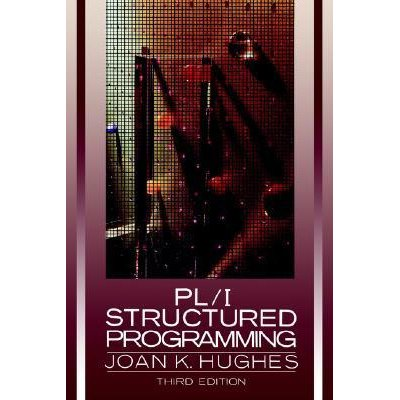 PL/I
STRUCTURED
PROGRAMMING
JOAN K. HUGHES
THIRD EDITION